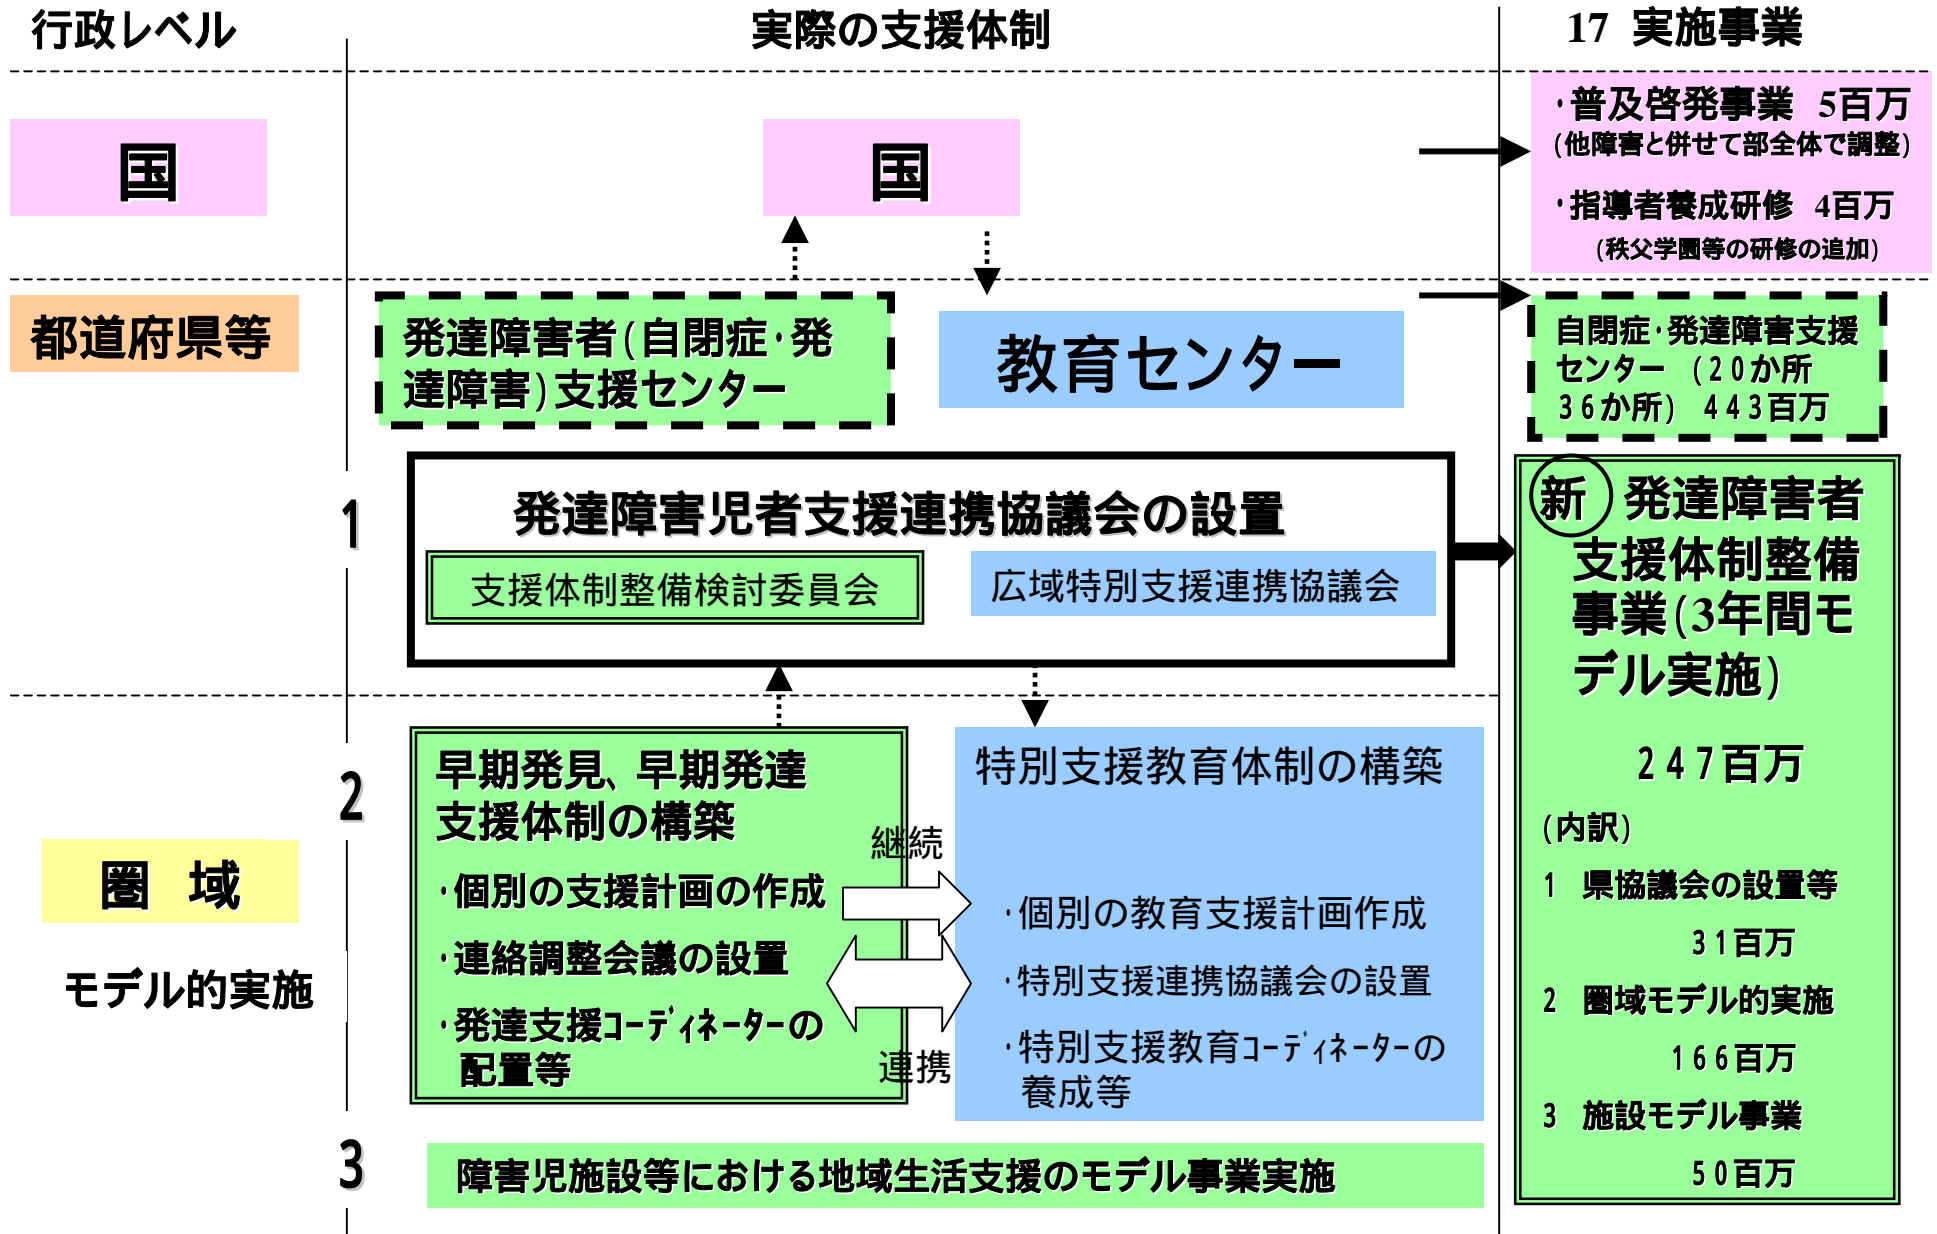 行政レベル
実際の支援体制
17 実施事業
国
国
・普及啓発事業 5百万
(他障害と併せて部全体で調整)
・指導者養成研修 4百万
(秩父学園等の研修の追加)
都道府県等
発達障害者(自閉症・発
達障害)支援センター
教育センター
自閉症・発達障害支援
センター (20か所
36か所) 443百万
1
発達障害児者支援連携協議会の設置
支援体制整備検討委員会
広域特別支援連携協議会
新 発達障害者
支援体制整備
事業(3年間モ
デル実施)
247百万
(内訳)
1 県協議会の設置等
31百万
2 圏域モデル的実施
166百万
3 施設モデル事業
50百万
2
圏 域
モデル的実施
早期発見、早期発達
支援体制の構築
・個別の支援計画の作成
・連絡調整会議の設置
・発達支援ｺｰﾃﾞｨﾈｰﾀｰの
配置等
継続
連携
特別支援教育体制の構築
・個別の教育支援計画作成
・特別支援連携協議会の設置
・特別支援教育ｺｰﾃﾞｨﾈｰﾀｰの
養成等
3
障害児施設等における地域生活支援のモデル事業実施